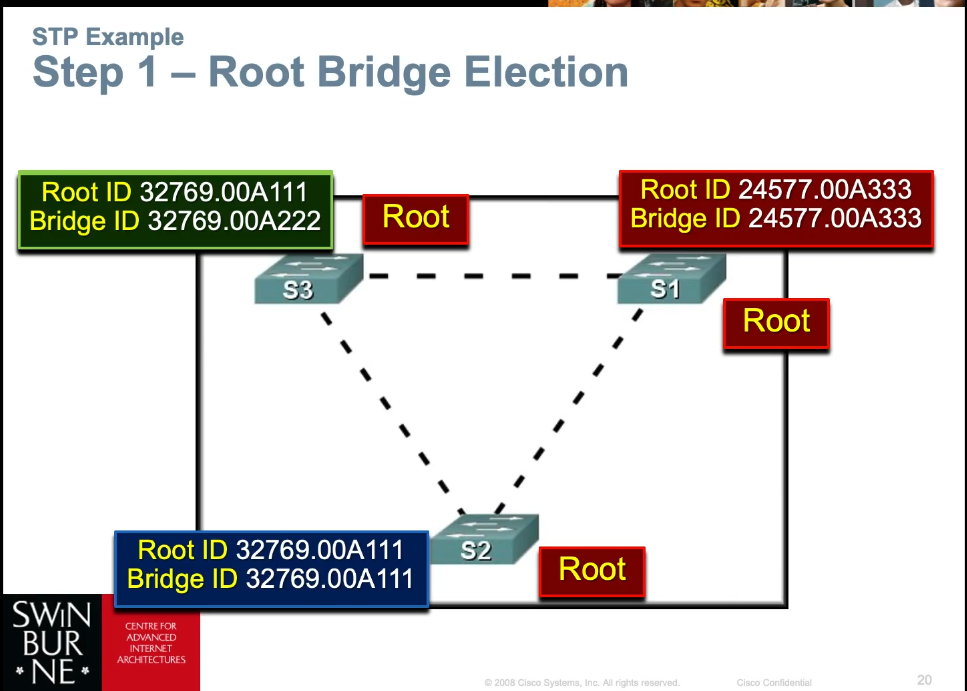 STP Example
Step 1 – Root Bridge Election
Root ID 32769.00A111
Bridge ID 32769.00A222
Root
Root ID 24577.00A333
Bridge ID 24577.00A333
S3
S1
Root
Root ID 32769.00A111
Bridge ID 32769.00A111
S2
Root
SWiN
BUR
* NE *
CENTRE FOR
ADVANCED
INTERNET
ARCHITECTURES
© 2008 Cisco Systems, Inc. All rights reserved.
Cisco Confidential
20